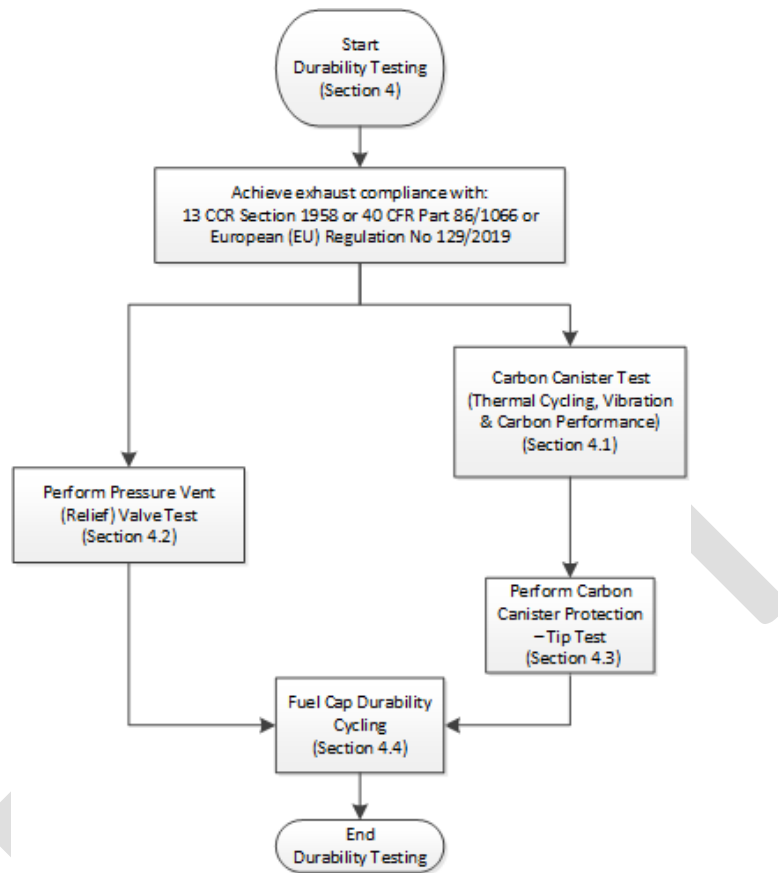 Start
Durability Testing
(Section 4)
Achieve exhaust compliance with:
13 CCR Section 1958 or 40 CFR Part 86/1066 or
European (EU) Regulation No 129/2019
Carbon Canister Test
(Thermal Cycling, Vibration
& Carbon Performance)
(Section 4.1)
Perform Pressure Vent
(Relief) Valve Test
(Section 4.2)
Perform Carbon
Canister Protection
– Tip Test
(Section 4.3)
Fuel Cap Durability
Cycling
(Section 4.4)
End
Durability Testing